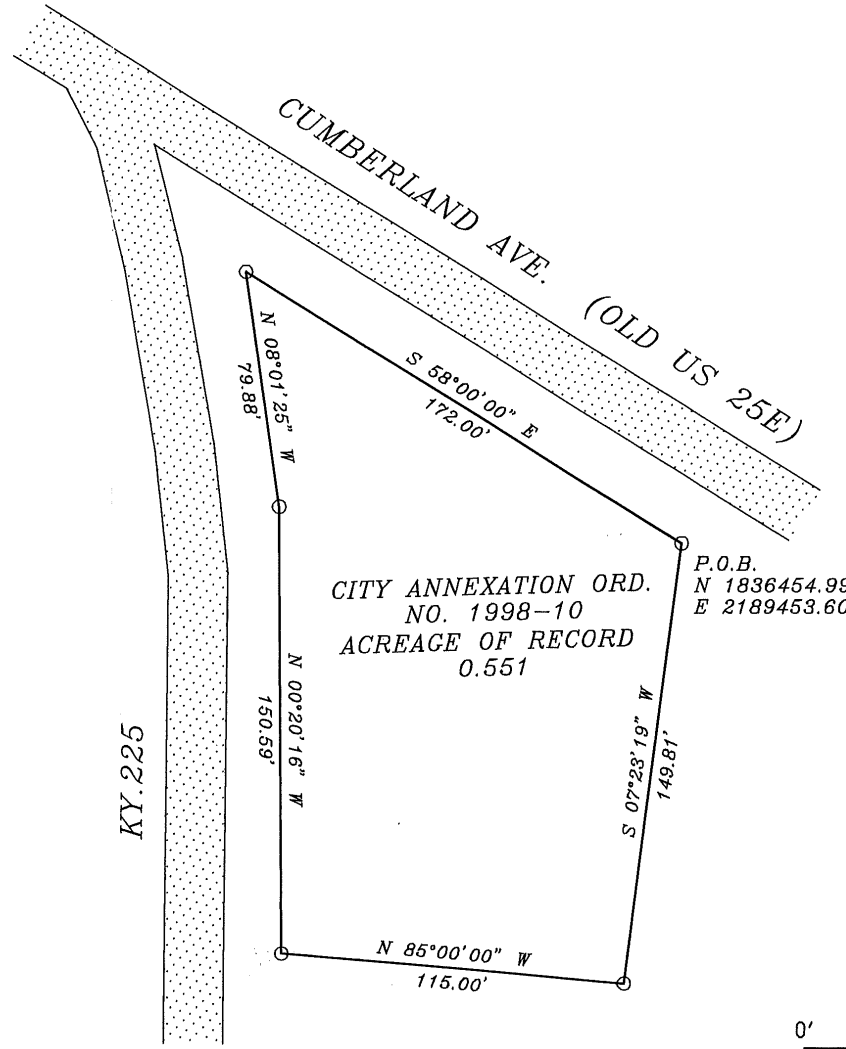 CUMBERLAND AVE. (OLD US 25E)
N 08°01'25" W
79.88'
S 58°00'00" E
172.00'
P.O.B.
N 1836454.99
E 2189453.60
CITY ANNEXATION ORD.
NO. 1998-10
ACREAGE OF RECORD
0.551
N 00°20'16" W
150.59'
S 07°23'19" W
149.81'
KY.225
N 85°00'00" W
115.00'
0'